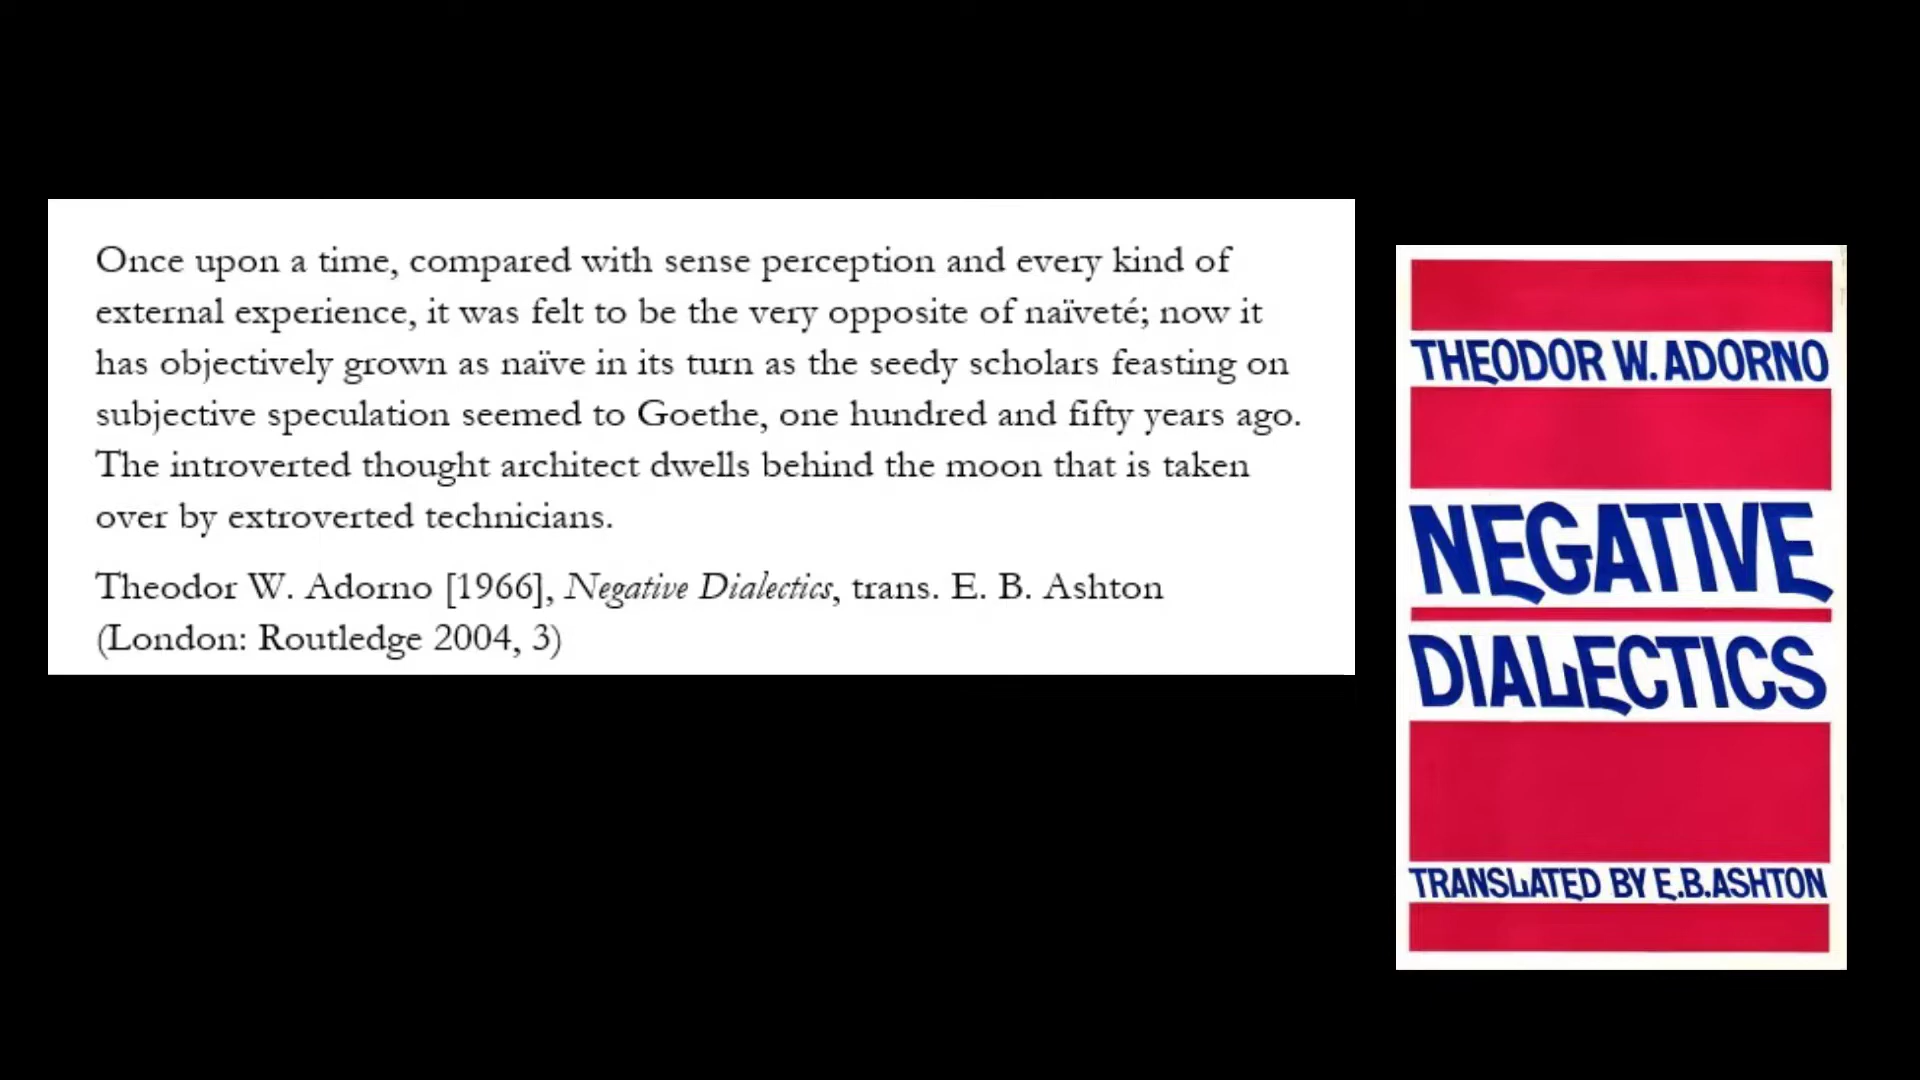 Once upon a time, compared with sense perception and every kind of
external experience, it was felt to be the very opposite of naïveté; now it
has objectively grown as naïve in its turn as the seedy scholars feasting on
subjective speculation seemed to Goethe, one hundred and fifty years ago.
The introverted thought architect dwells behind the moon that is taken
over by extroverted technicians.
Theodor W. Adorno [1966], Negative Dialectics, trans. E. B. Ashton
(London: Routledge 2004, 3)
THEODOR W. ADORNO
NEGATIVE
DIALECTICS
TRANSLATED BY E.B.ASHTON